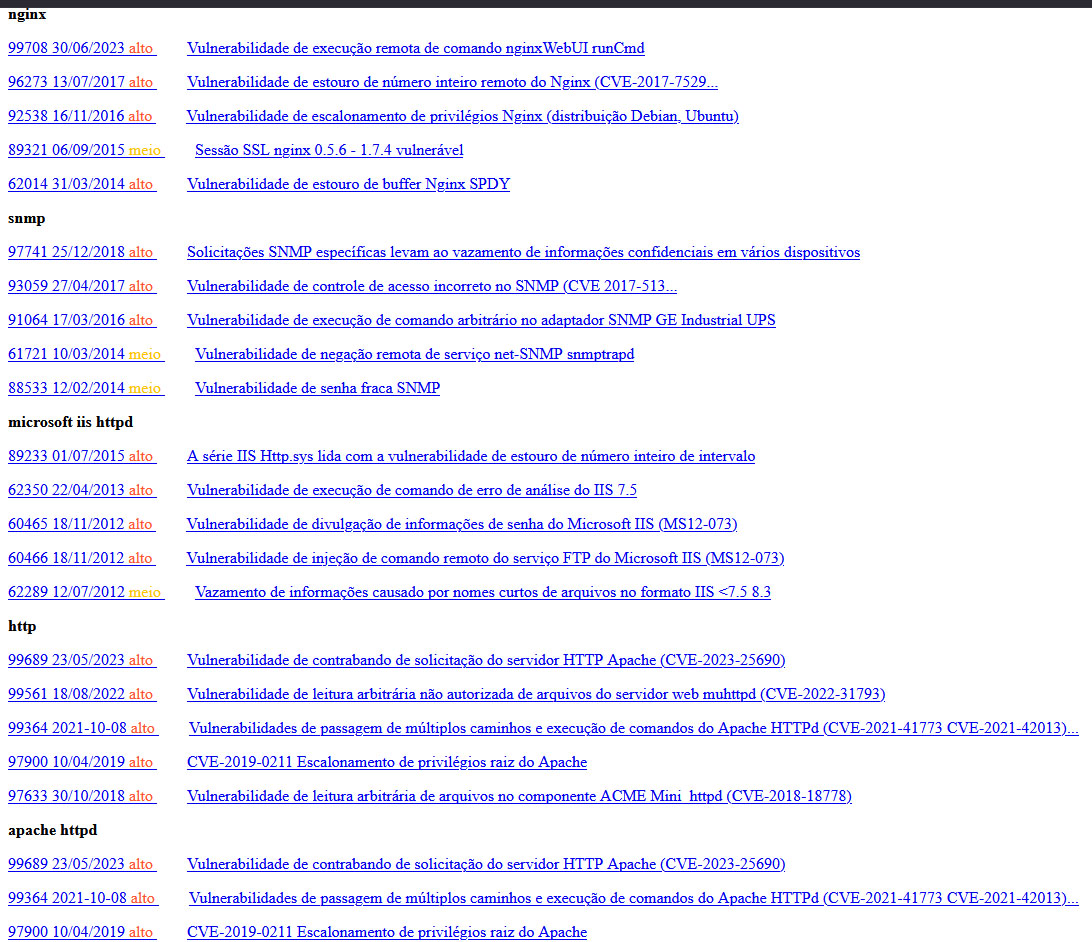 nginx
99708 30/06/2023 alto Vulnerabilidade de execução remota de comando nginxWebUI runCmd
96273 13/07/2017 alto Vulnerabilidade de estouro de número inteiro remoto do Nginx (CVE-2017-7529...
92538 16/11/2016 alto Vulnerabilidade de escalonamento de privilégios Nginx (distribuição Debian, Ubuntu)
89321 06/09/2015 meio Sessão SSL nginx 0.5.6 - 1.7.4 vulnerável
62014 31/03/2014 alto Vulnerabilidade de estouro de buffer Nginx SPDY
snmp
97741 25/12/2018 alto Solicitações SNMP específicas levam ao vazamento de informações confidenciais em vários dispositivos
93059 27/04/2017 alto Vulnerabilidade de controle de acesso incorreto no SNMP (CVE 2017-513...
91064 17/03/2016 alto Vulnerabilidade de execução de comando arbitrário no adaptador SNMP GE Industrial UPS
61721 10/03/2014 meio Vulnerabilidade de negação remota de serviço net-SNMP snmptrapd
88533 12/02/2014 meio Vulnerabilidade de senha fraca SNMP
microsoft iis httpd
89233 01/07/2015 alto A série IIS Http.sys lida com a vulnerabilidade de estouro de número inteiro de intervalo
62350 22/04/2013 alto Vulnerabilidade de execução de comando de erro de análise do IIS 7.5
60465 18/11/2012 alto Vulnerabilidade de divulgação de informações de senha do Microsoft IIS (MS12-073)
60466 18/11/2012 alto Vulnerabilidade de injeção de comando remoto do serviço FTP do Microsoft IIS (MS12-073)
62289 12/07/2012 meio Vazamento de informações causado por nomes curtos de arquivos no formato IIS <7.5 8.3
http
99689 23/05/2023 alto Vulnerabilidade de contrabando de solicitação do servidor HTTP Apache (CVE-2023-25690)
99561 18/08/2022 alto Vulnerabilidade de leitura arbitrária não autorizada de arquivos do servidor web muhttpd (CVE-2022-31793)
99364 2021-10-08 alto Vulnerabilidades de passagem de múltiplos caminhos e execução de comandos do Apache HTTPd (CVE-2021-41773 CVE-2021-42013)...
97900 10/04/2019 alto CVE-2019-0211 Escalonamento de privilégios raiz do Apache
97633 30/10/2018 alto Vulnerabilidade de leitura arbitrária de arquivos no componente ACME Mini_httpd (CVE-2018-18778)
apache httpd
99689 23/05/2023 alto Vulnerabilidade de contrabando de solicitação do servidor HTTP Apache (CVE-2023-25690)
99364 2021-10-08 alto Vulnerabilidades de passagem de múltiplos caminhos e execução de comandos do Apache HTTPd (CVE-2021-41773 CVE-2021-42013)...
97900 10/04/2019 alto CVE-2019-0211 Escalonamento de privilégios raiz do Apache